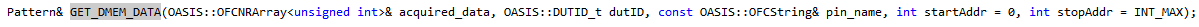 Pattern& GET_DMEM_DATA(OASIS::OFCNRArray<unsigned int>& acquired_data, OASIS::DUTID_t dutID, const OASIS::OFCString& pin_name, int startAddr = 0, int stopAddr = INT_MAX);